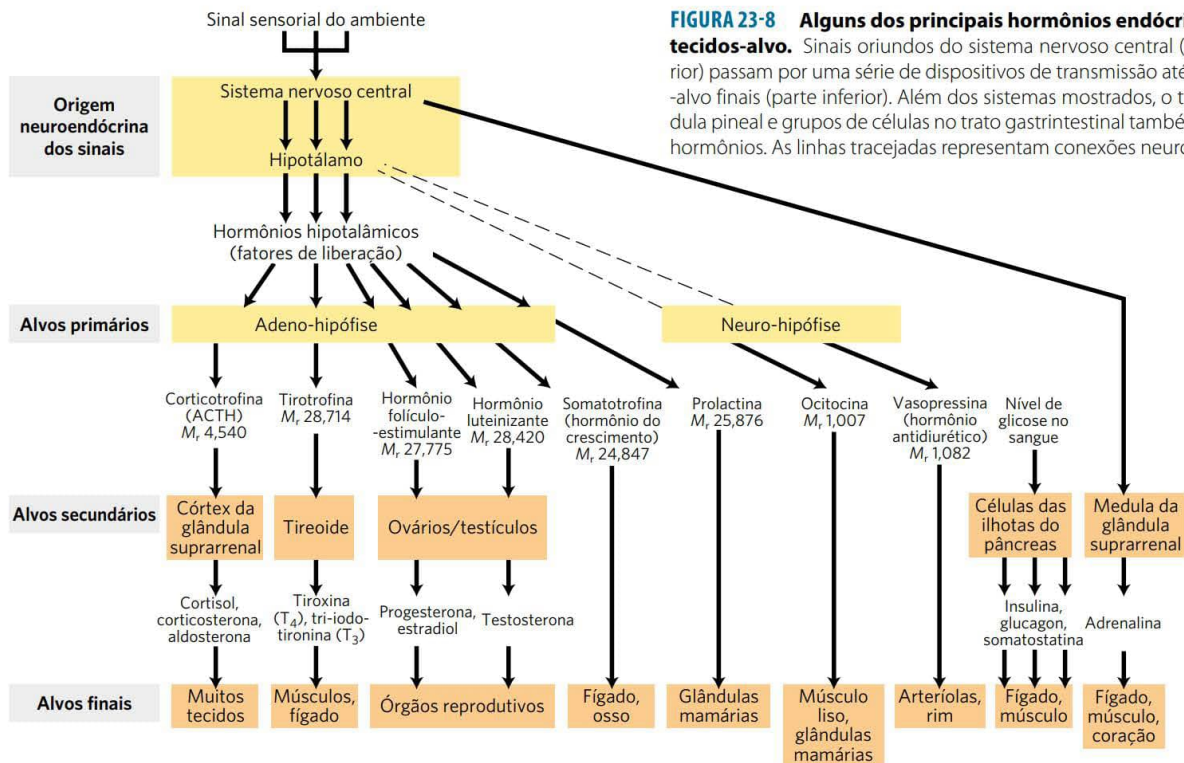 Sinal sensorial do ambiente
FIGURA 23-8 Alguns dos principais hormônios endócri
tecidos-alvo. Sinais oriundos do sistema nervoso central (
rior) passam por uma série de dispositivos de transmissão até
-alvo finais (parte inferior). Além dos sistemas mostrados, o t
dula pineal e grupos de células no trato gastrintestinal també
hormônios. As linhas tracejadas representam conexões neuro
Origem
neuroendócrina
dos sinais
Sistema nervoso central
Hipotálamo
Hormônios hipotalâmicos
(fatores de liberação)
Alvos primários
Adeno-hipófise
Neuro-hipófise
Corticotrofina
(ACTH)
Mr 4,540
Tirotrofina
Mr 28,714
Hormônio
folículo-
-estimulante
Mr 27,775
Hormônio
luteinizante
Mr 28,420
Somatotrofina
(hormônio do
crescimento)
Mr 24,847
Prolactina
Mr 25,876
Ocitocina
Mr 1,007
Vasopressina
(hormônio
antidiurético)
Mr 1,082
Nível de
glicose no
sangue
Alvos secundários
Córtex da
glândula
suprarrenal
Tireoide
Ovários/testículos
Células das
ilhotas do
pâncreas
Medula da
glândula
suprarrenal
Cortisol,
corticosterona,
aldosterona
Tiroxina
(T4), tri-iodo-
tironina (T3)
Progesterona,
estradiol
Testosterona
Insulina,
glucagon,
somatostatina
Adrenalina
Alvos finais
Muitos
tecidos
Músculos,
fígado
Órgãos reprodutivos
Fígado,
osso
Glândulas
mamárias
Músculo
liso,
glândulas
mamárias
Arteríolas,
rim
Fígado,
músculo
Fígado,
músculo,
coração